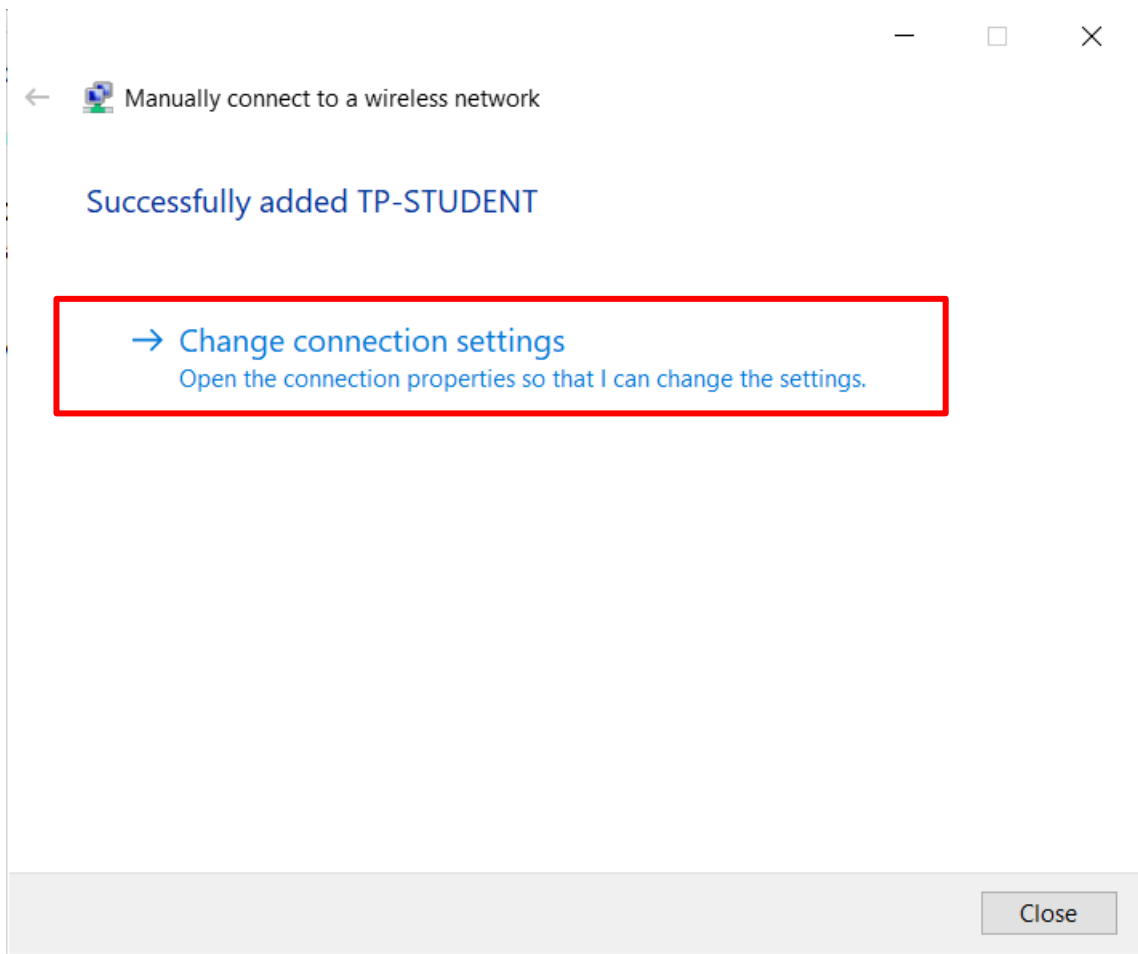 Manually connect to a wireless network
Successfully added TP-STUDENT
Change connection settings
Open the connection properties so that I can change the settings.
Close